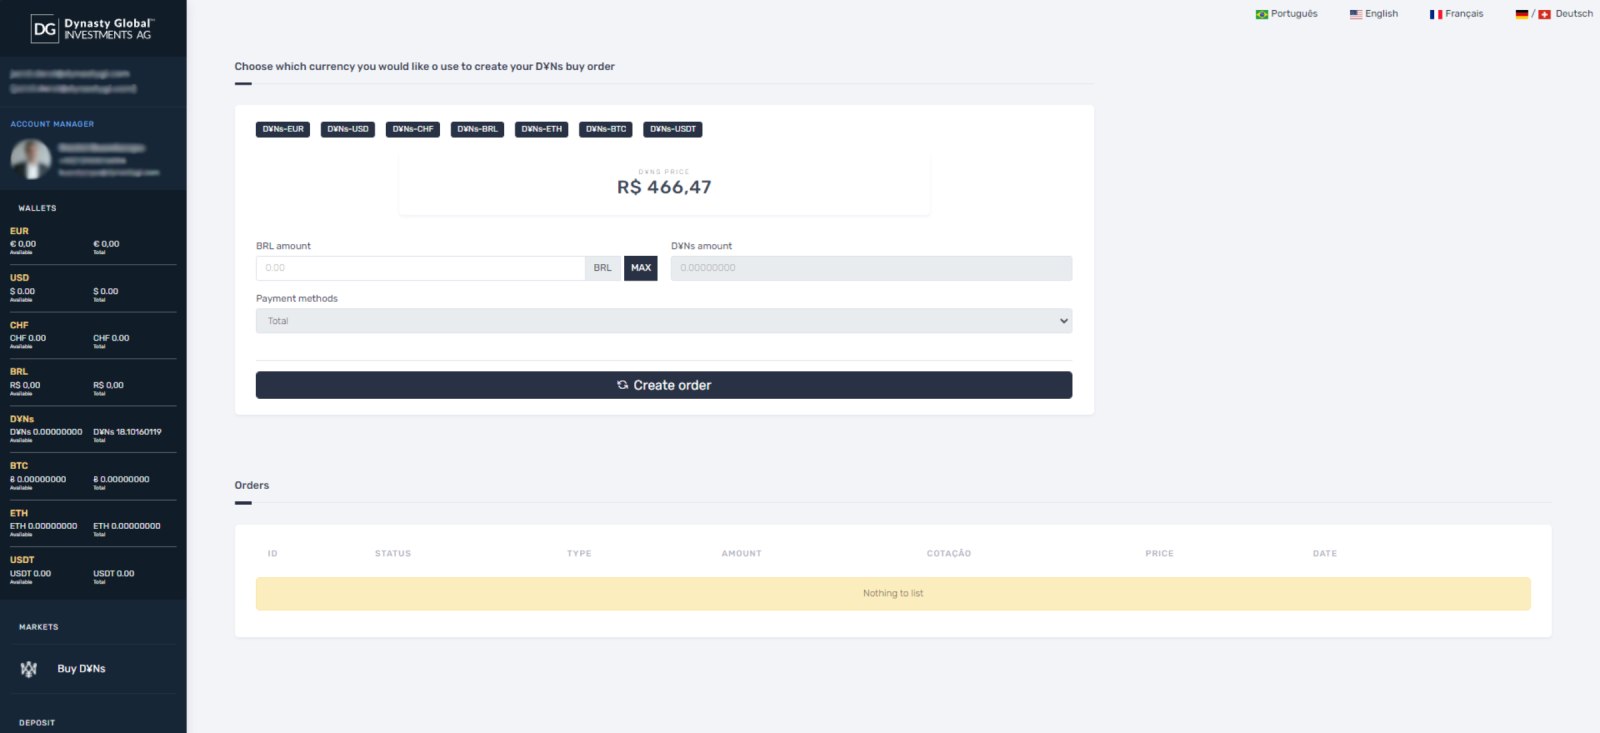 DG Dynasty Global™
INVESTMENTS AG
Português
English
Français
/ Deutsch
ACCOUNT MANAGER
WALLETS
EUR
€ 0,00 € 0,00
Available Total
USD
$ 0.00 $ 0.00
Available Total
CHF
CHF 0.00 CHF 0.00
Available Total
BRL
R$ 0,00 R$ 0,00
Available Total
D¥Ns
D¥Ns 0.00000000 D¥Ns 18.10160119
Available Total
BTC
Ƀ 0.00000000 Ƀ 0.00000000
Available Total
ETH
ETH 0.00000000 ETH 0.00000000
Available Total
USDT
USDT 0.00 USDT 0.00
Available Total
MARKETS
Buy D¥Ns
DEPOSIT
Choose which currency you would like o use to create your D¥Ns buy order
D¥Ns-EUR D¥Ns-USD D¥Ns-CHF D¥Ns-BRL D¥Ns-ETH D¥Ns-BTC D¥Ns-USDT
D¥NS PRICE
R$ 466,47
BRL amount D¥Ns amount
0.00 BRL MAX 0.00000000
Payment methods
Total
Create order
Orders
ID STATUS TYPE AMOUNT COTAÇÃO PRICE DATE
Nothing to list